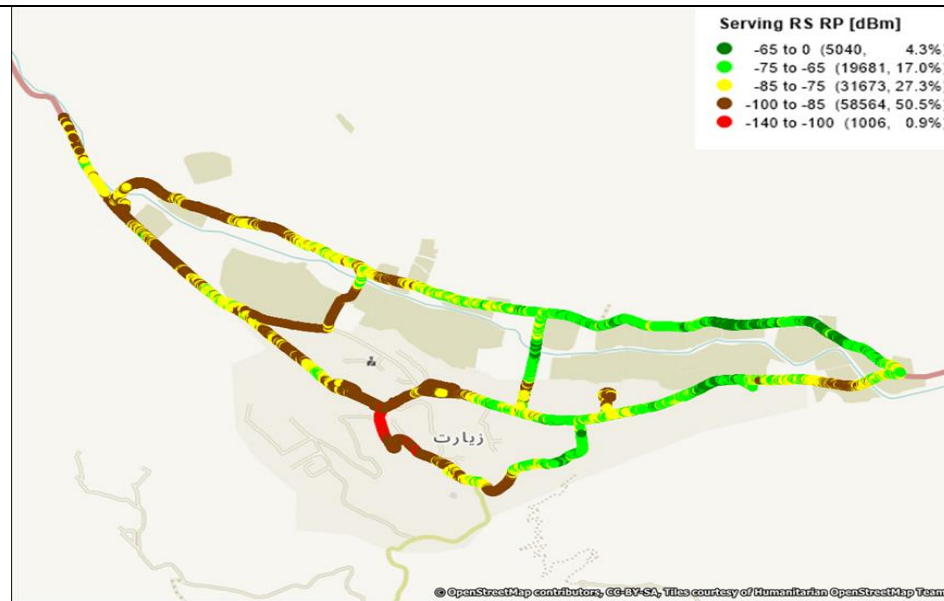 Serving RS RP [dBm]
-65 to 0 (5040, 4.3%)
-75 to -65 (19681, 17.0%)
-85 to -75 (31673, 27.3%)
-100 to -85 (58564, 50.5%)
-140 to -100 (1006, 0.9%)
زيارت
© OpenStreetMap contributors, CC-BY-SA, Tiles courtesy of Humanitarian OpenStreetMap Team